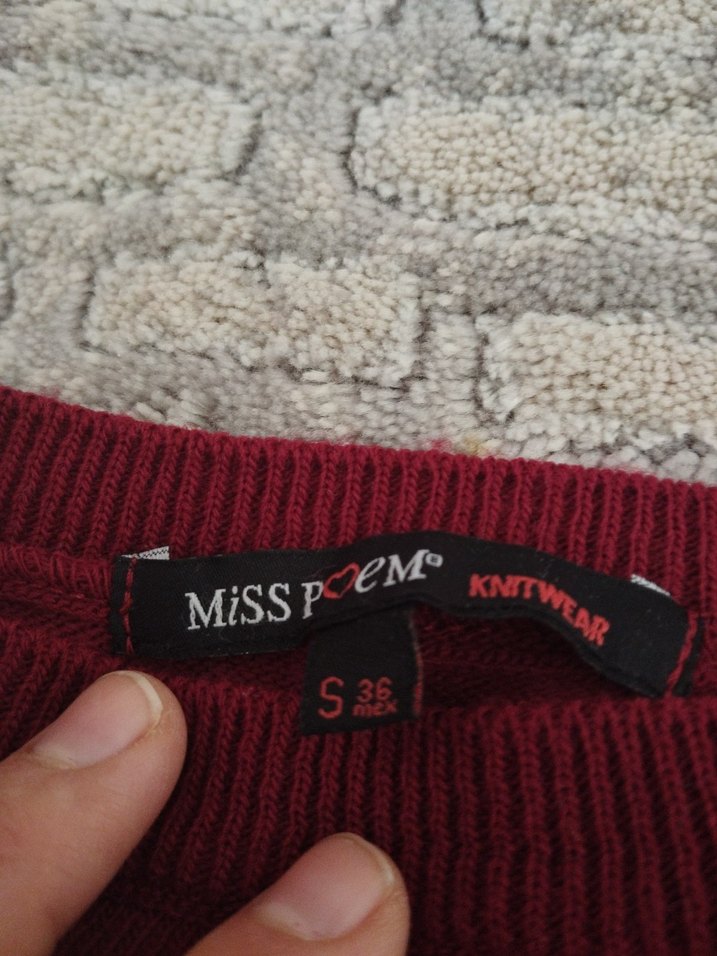 MiSS POEM
KNITWEAR
S 36
mex